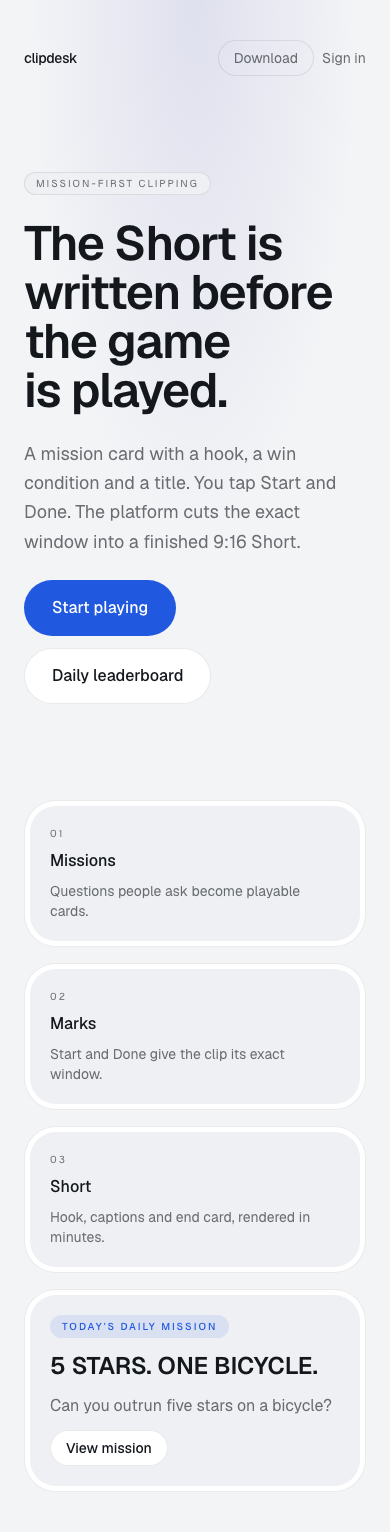 clipdesk
Download
Sign in
MISSION-FIRST CLIPPING
The Short is
written before
the game
is played.
A mission card with a hook, a win
condition and a title. You tap Start and
Done. The platform cuts the exact
window into a finished 9:16 Short.
Start playing
Daily leaderboard
01
Missions
Questions people ask become playable
cards.
02
Marks
Start and Done give the clip its exact
window.
03
Short
Hook, captions and end card, rendered in
minutes.
TODAY'S DAILY MISSION
5 STARS. ONE BICYCLE.
Can you outrun five stars on a bicycle?
View mission